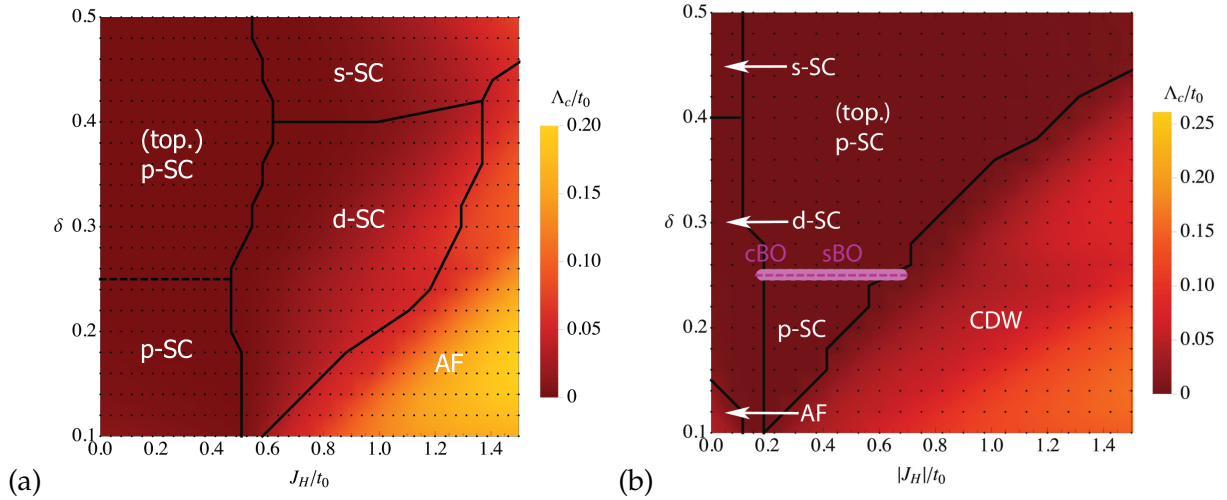 0.5
0.4
0.3
0.2
0.1
δ
0.0
0.2
0.4
0.6
0.8
1.0
1.2
1.4
J_H/t_0
s-SC
(top.)
p-SC
d-SC
p-SC
AF
Λ_c/t_0
0.20
0.15
0.10
0.05
0
(a)
0.5
0.4
0.3
0.2
0.1
δ
0.0
0.2
0.4
0.6
0.8
1.0
1.2
1.4
|J_H|/t_0
s-SC
(top.)
p-SC
d-SC
cBO
sBO
p-SC
CDW
AF
Λ_c/t_0
0.25
0.20
0.15
0.10
0.05
0
(b)